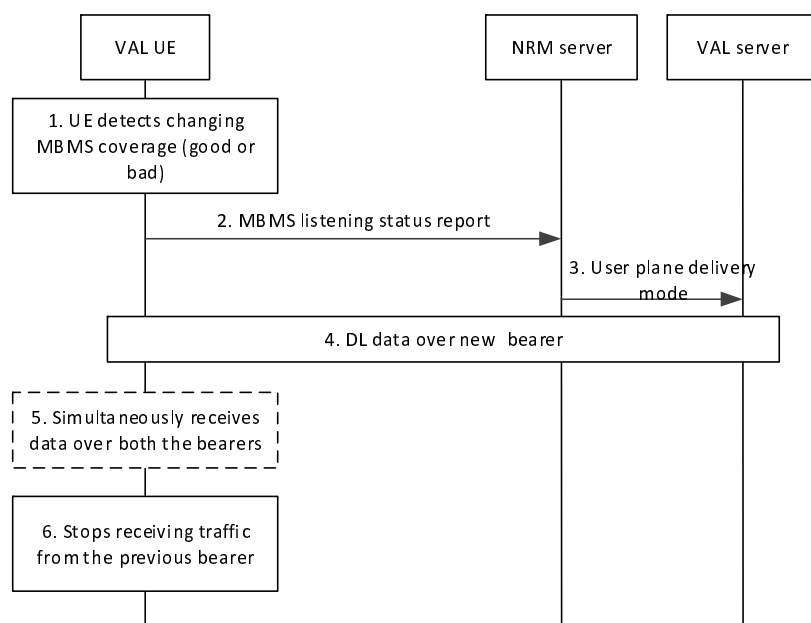 VAL UE
NRM server
VAL server
1. UE detects changing
MBMS coverage (good or
bad)
2. MBMS listening status report
3. User plane delivery
mode
4. DL data over new bearer
5. Simultaneously receives
data over both the bearers
6. Stops receiving traffic
from the previous bearer